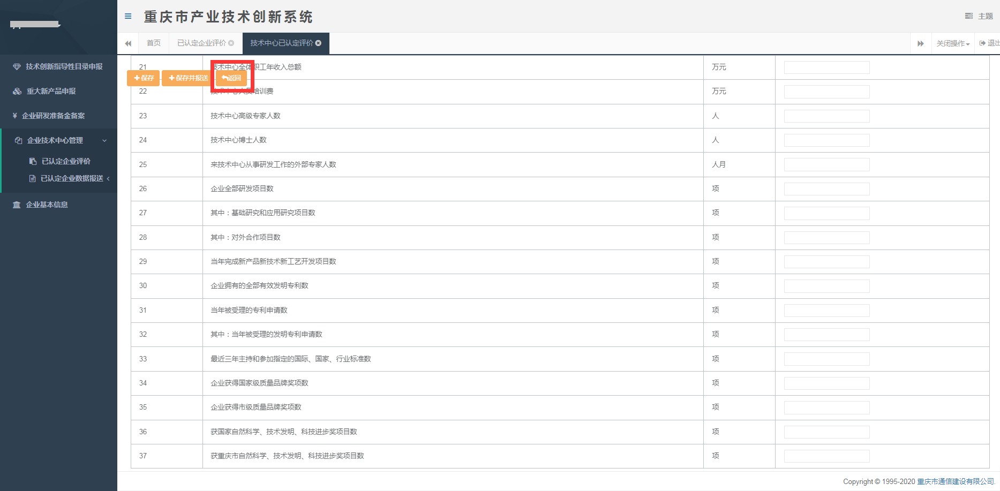 重庆市产业技术创新系统
主题
首页
已认定企业评价
技术中心已认定评价
关闭操作
退出
技术创新指导性目录申报
重大新产品申报
企业研发准备金备案
企业技术中心管理
已认定企业评价
已认定企业数据报送
企业基本信息
保存
保存并报送
返回
21 技术中心全体职工年收入总额 万元
22 技术中心人员培训费 万元
23 技术中心高级专家人数 人
24 技术中心博士人数 人
25 来技术中心从事研发工作的外部专家人数 人月
26 企业全部研发项目数 项
27 其中：基础研究和应用研究项目数 项
28 其中：对外合作项目数 项
29 当年完成新产品新技术新工艺开发项目数 项
30 企业拥有的全部有效发明专利数 项
31 当年被受理的专利申请数 项
32 其中：当年被受理的发明专利申请数 项
33 最近三年主持和参加指定的国际、国家、行业标准数 项
34 企业获得国家级质量品牌奖项数 项
35 企业获得市级质量品牌奖项数 项
36 获国家自然科学、技术发明、科技进步奖项目数 项
37 获重庆市自然科学、技术发明、科技进步奖项目数 项
Copyright © 1995-2020 重庆市通信建设有限公司.